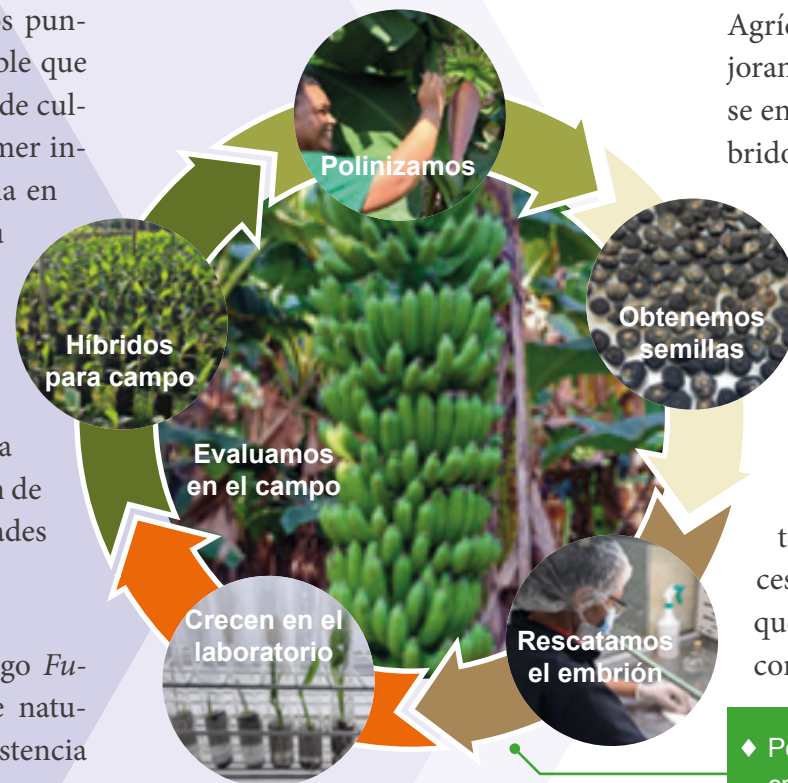 s pun-
ble que
de cul-
mer in-
a en
a
n de
ades
go Fu-
e natu-
stencia
Polinizamos
Obtenemos
semillas
Rescatamos
el embrión
Crecen en el
laboratorio
Híbridos
para campo
Evaluamos
en el campo
Agríc
joran
se en
brido
t
ces
que
con
♦ Po